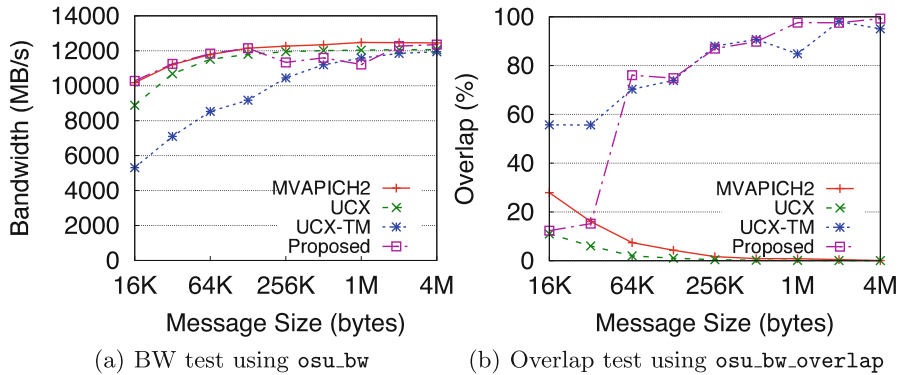 14000
12000
10000
8000
6000
4000
2000
0
Bandwidth (MB/s)
MVAPICH2
UCX
UCX-TM
Proposed
16K 64K 256K 1M 4M
Message Size (bytes)
(a) BW test using osu_bw
100
80
60
40
20
0
Overlap (%)
MVAPICH2
UCX
UCX-TM
Proposed
16K 64K 256K 1M 4M
Message Size (bytes)
(b) Overlap test using osu_bw_overlap